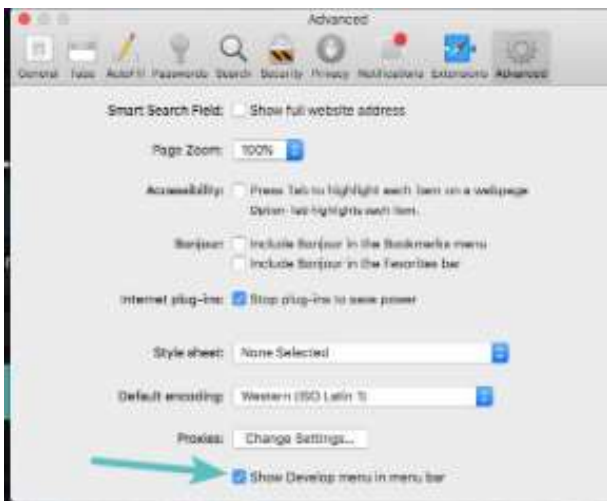 Advanced
General Tabs AutoFill Passwords Search Security Privacy Notifications Extensions Advanced
Smart Search Field: Show full website address
Page Zoom: 100%
Accessibility: Press Tab to highlight each item on a webpage
Option-Tab highlights each item.
Bonjour: Include Bonjour in the Bookmarks menu
Include Bonjour in the Favorites bar
Internet plug-ins: Stop plug-ins to save power
Style sheet: None Selected
Default encoding: Western (ISO Latin 1)
Proxies: Change Settings...
Show Develop menu in menu bar